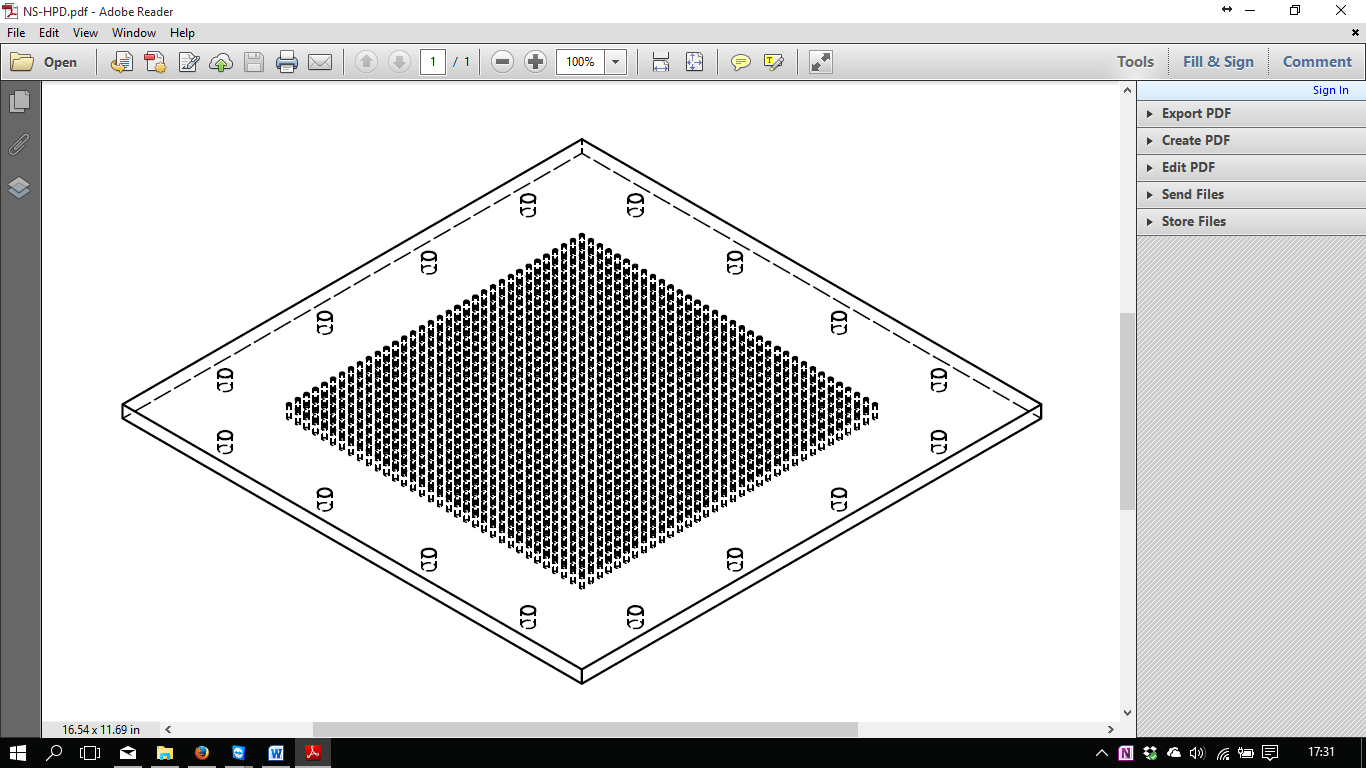 NS-HPD.pdf - Adobe Reader
File Edit View Window Help
Open 1 / 1 100% Tools Fill & Sign Comment
Sign In
Export PDF
Create PDF
Edit PDF
Send Files
Store Files
16.54 x 11.69 in
17:31